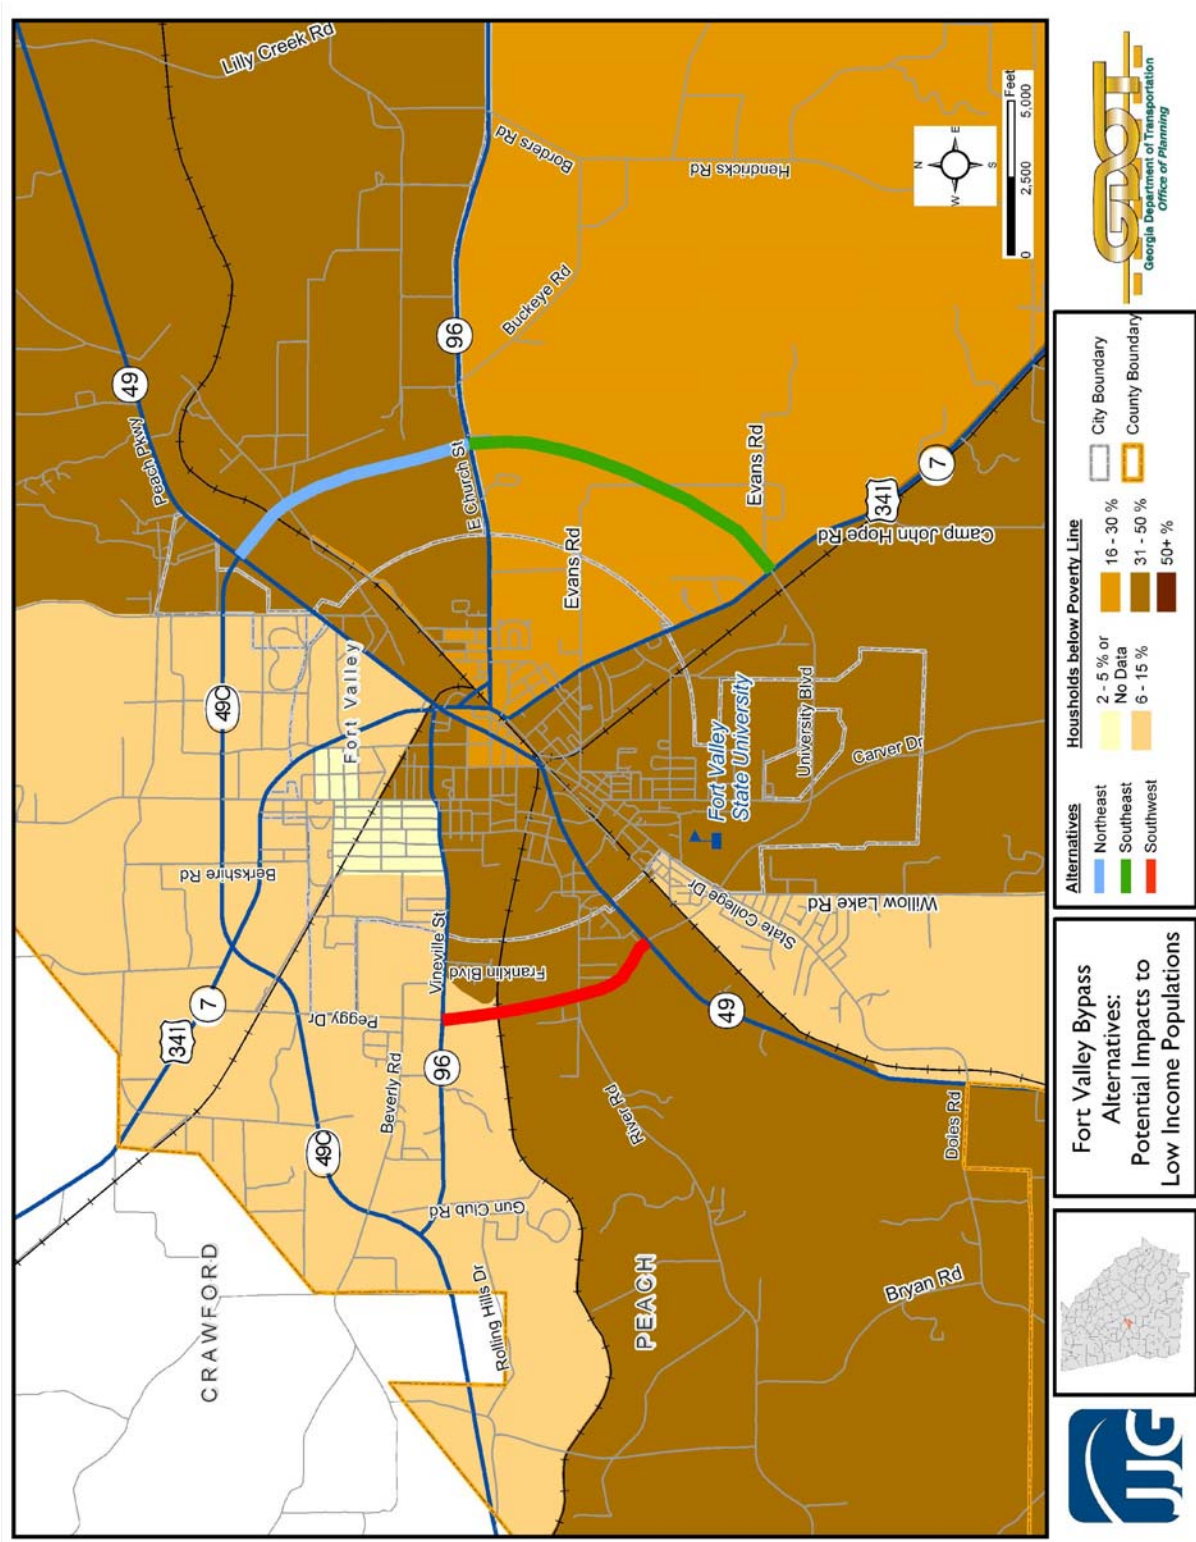 Lilly Creek Rd
49
Peach Pkwy
96
Borders Rd
Hendricks Rd
Buckeye Rd
E Church St
Evans Rd
Evans Rd
341
7
Camp John Hope Rd
49C
Fort Valley
Fort Valley
State University
University Blvd
Carver Dr
Berkshire Rd
Vineville St
Franklin Blvd
State College Dr
Willow Lake Rd
341
7
Peggy Dr
Beverly Rd
96
49
River Rd
Doles Rd
49C
Gun Club Rd
Rolling Hills Dr
CRAWFORD
PEACH
Bryan Rd
N
E
S
W
0
2,500
5,000
Feet
JJG
Fort Valley Bypass
Alternatives:
Potential Impacts to
Low Income Populations
Alternatives
Northeast
Southeast
Southwest
Housholds below Poverty Line
2 - 5 % or
No Data
6 - 15 %
16 - 30 %
31 - 50 %
50+ %
City Boundary
County Boundary
GDOT
Georgia Department of Transportation
Office of Planning